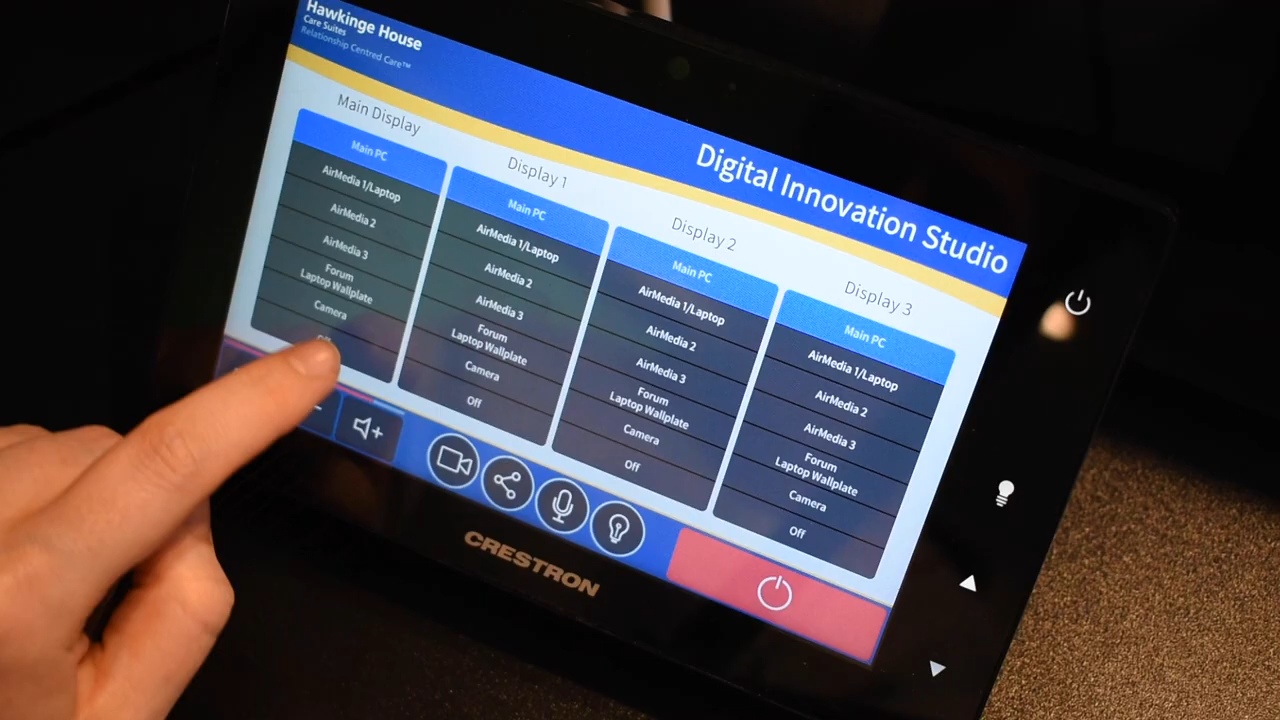 Hawkinge House
Care Suites
Relationship Centred Care™
Digital Innovation Studio
Main Display
Main PC
AirMedia 1/Laptop
AirMedia 2
AirMedia 3
Forum
Laptop Wallplate
Camera
Display 1
Main PC
AirMedia 1/Laptop
AirMedia 2
AirMedia 3
Forum
Laptop Wallplate
Camera
Off
Display 2
Main PC
AirMedia 1/Laptop
AirMedia 2
AirMedia 3
Forum
Laptop Wallplate
Camera
Off
Display 3
Main PC
AirMedia 1/Laptop
AirMedia 2
AirMedia 3
Forum
Laptop Wallplate
Camera
Off
CRESTRON